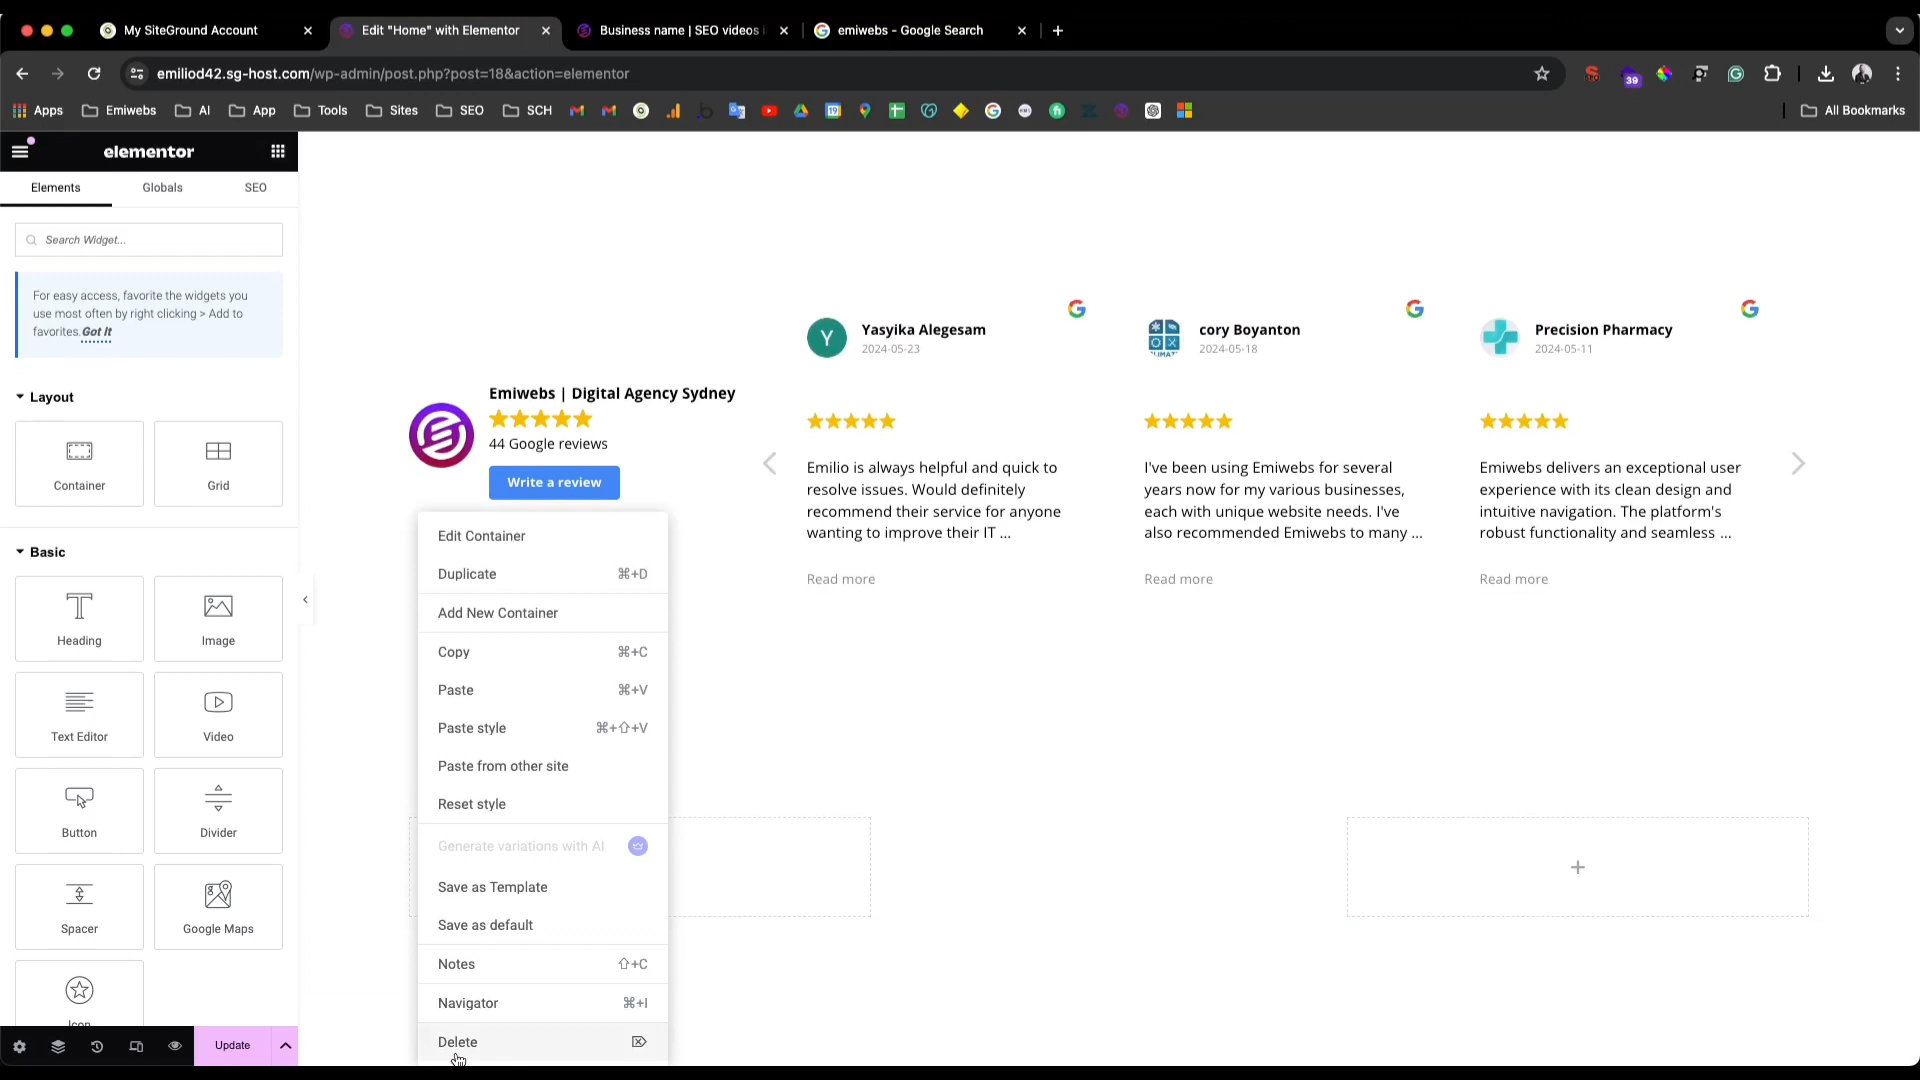 My SiteGround Account
Edit "Home" with Elementor
Business name | SEO videos
emiwebs - Google Search
emiliod42.sg-host.com/wp-admin/post.php?post=18&action=elementor
39
Apps
Emiwebs
AI
App
Tools
Sites
SEO
SCH
All Bookmarks
elementor
Elements
Globals
SEO
Search Widget...
For easy access, favorite the widgets you
use most often by right clicking > Add to
favorites. Got It
Layout
Container
Grid
Basic
Heading
Image
Text Editor
Video
Button
Divider
Spacer
Google Maps
Icon
Update
Emiwebs | Digital Agency Sydney
44 Google reviews
Write a review
Y
Yasyika Alegesam
2024-05-23
Emilio is always helpful and quick to
resolve issues. Would definitely
recommend their service for anyone
wanting to improve their IT ...
Read more
cory Boyanton
2024-05-18
I've been using Emiwebs for several
years now for my various businesses,
each with unique website needs. I've
also recommended Emiwebs to many ...
Read more
Precision Pharmacy
2024-05-11
Emiwebs delivers an exceptional user
experience with its clean design and
intuitive navigation. The platform's
robust functionality and seamless ...
Read more
Edit Container
Duplicate ⌘+D
Add New Container
Copy ⌘+C
Paste ⌘+V
Paste style ⌘+⇧+V
Paste from other site
Reset style
Generate variations with AI
Save as Template
Save as default
Notes ⇧+C
Navigator ⌘+I
Delete ⌦